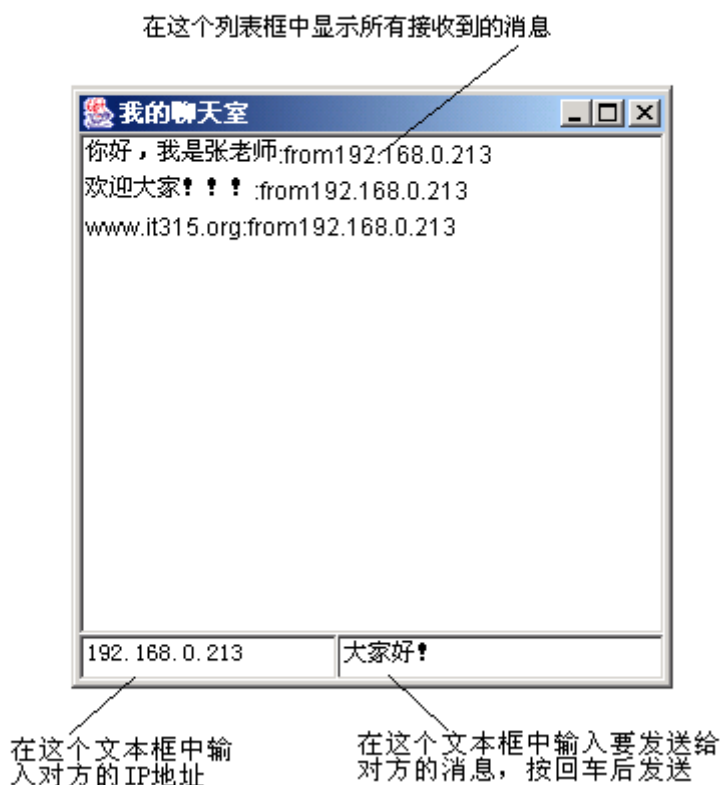 在这个列表框中显示所有接收到的消息
我的聊天室
你好，我是张老师:from192.168.0.213
欢迎大家！！！:from192.168.0.213
www.it315.org:from192.168.0.213
192.168.0.213
大家好！
在这个文本框中输
入对方的IP地址
在这个文本框中输入要发送给
对方的消息，按回车后发送